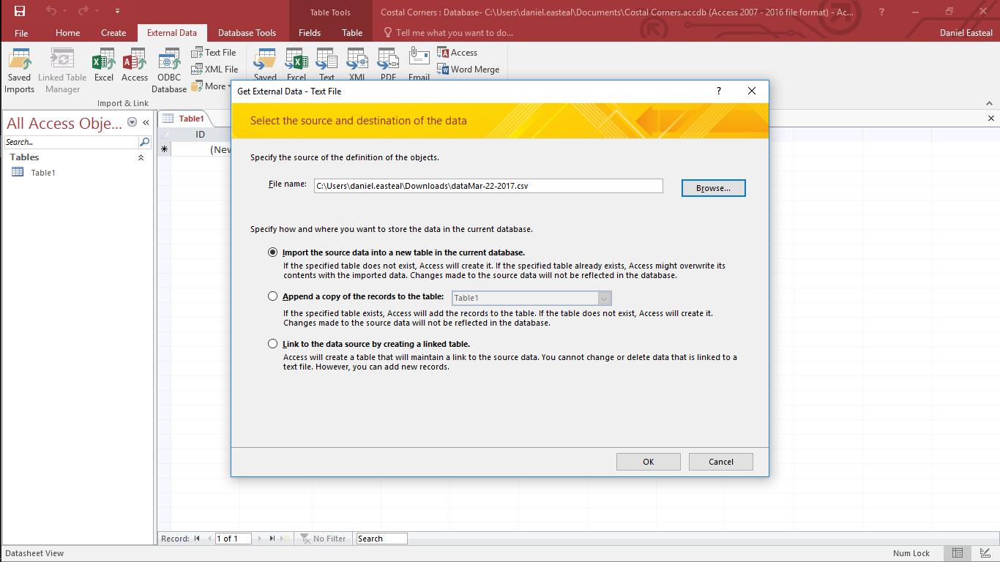 Table Tools
Costal Corners : Database- C:\Users\daniel.easteal\Documents\Costal Corners.accdb (Access 2007 - 2016 file format) - Ac...
?
File Home Create External Data Database Tools Fields Table Tell me what you want to do... Daniel Easteal
Saved Imports
Linked Table Manager
Excel
Access
ODBC Database
Text File
XML File
More
Saved
Excel
Text
XML
PDF
Email
Access
Word Merge
Import & Link
All Access Obje...
Search...
Tables
Table1
Table1
ID
(New
Get External Data - Text File
?
Select the source and destination of the data
Specify the source of the definition of the objects.
File name: C:\Users\daniel.easteal\Downloads\dataMar-22-2017.csv Browse...
Specify how and where you want to store the data in the current database.
Import the source data into a new table in the current database.
If the specified table does not exist, Access will create it. If the specified table already exists, Access might overwrite its
contents with the imported data. Changes made to the source data will not be reflected in the database.
Append a copy of the records to the table: Table1
If the specified table exists, Access will add the records to the table. If the table does not exist, Access will create it.
Changes made to the source data will not be reflected in the database.
Link to the data source by creating a linked table.
Access will create a table that will maintain a link to the source data. You cannot change or delete data that is linked to a
text file. However, you can add new records.
OK Cancel
Record: 1 of 1 No Filter Search
Datasheet View Num Lock